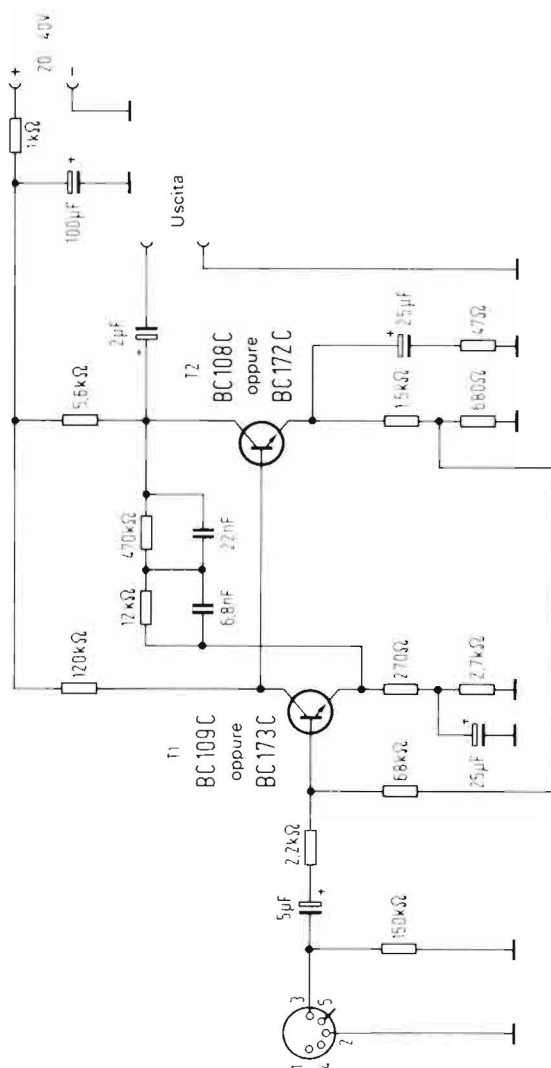 +
20 40V
−
1kΩ
+
100µF
Uscita
2µF
+
5.6kΩ
T2
BC108C
oppure
BC172C
+
25µF
47Ω
1.5kΩ
680Ω
470kΩ
22nF
12kΩ
6.8nF
120kΩ
T1
BC109C
oppure
BC173C
270Ω
2.7kΩ
+
25µF
68kΩ
2.2kΩ
5µF
+
150kΩ
3
5
2
4
1